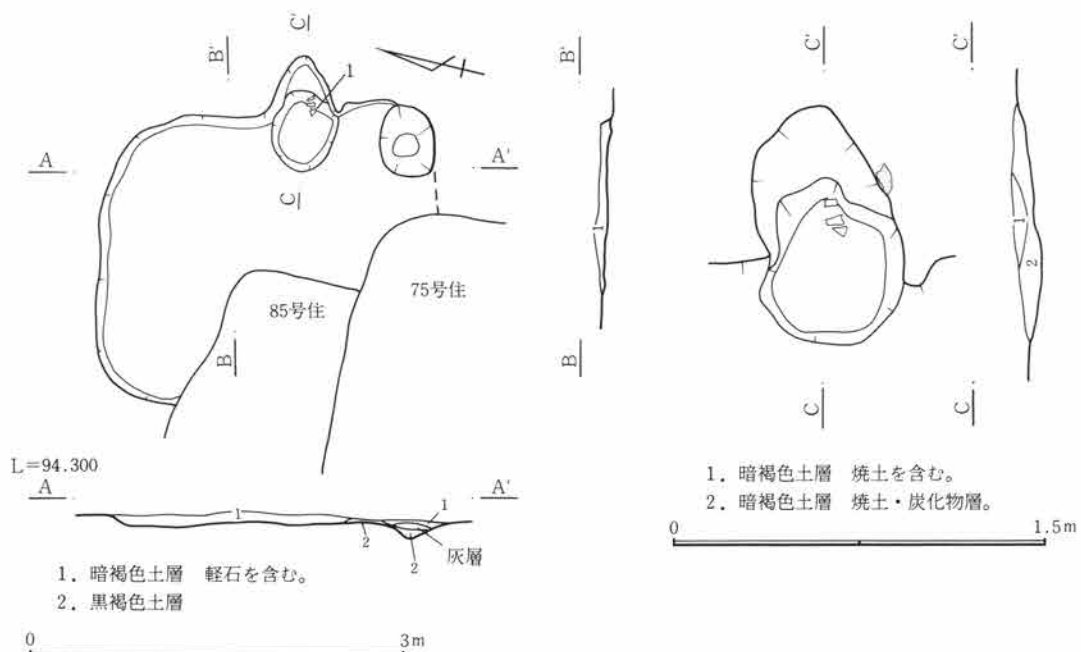 C'
B'
1
A
A'
C
75号住
85号住
B
L=94.300
A
A'
1
1
2
灰層
2
1. 暗褐色土層 軽石を含む。
2. 黒褐色土層
0
3m
B'
1
B
C'
C'
1
2
C
C
1. 暗褐色土層 焼土を含む。
2. 暗褐色土層 焼土・炭化物層。
0
1.5m